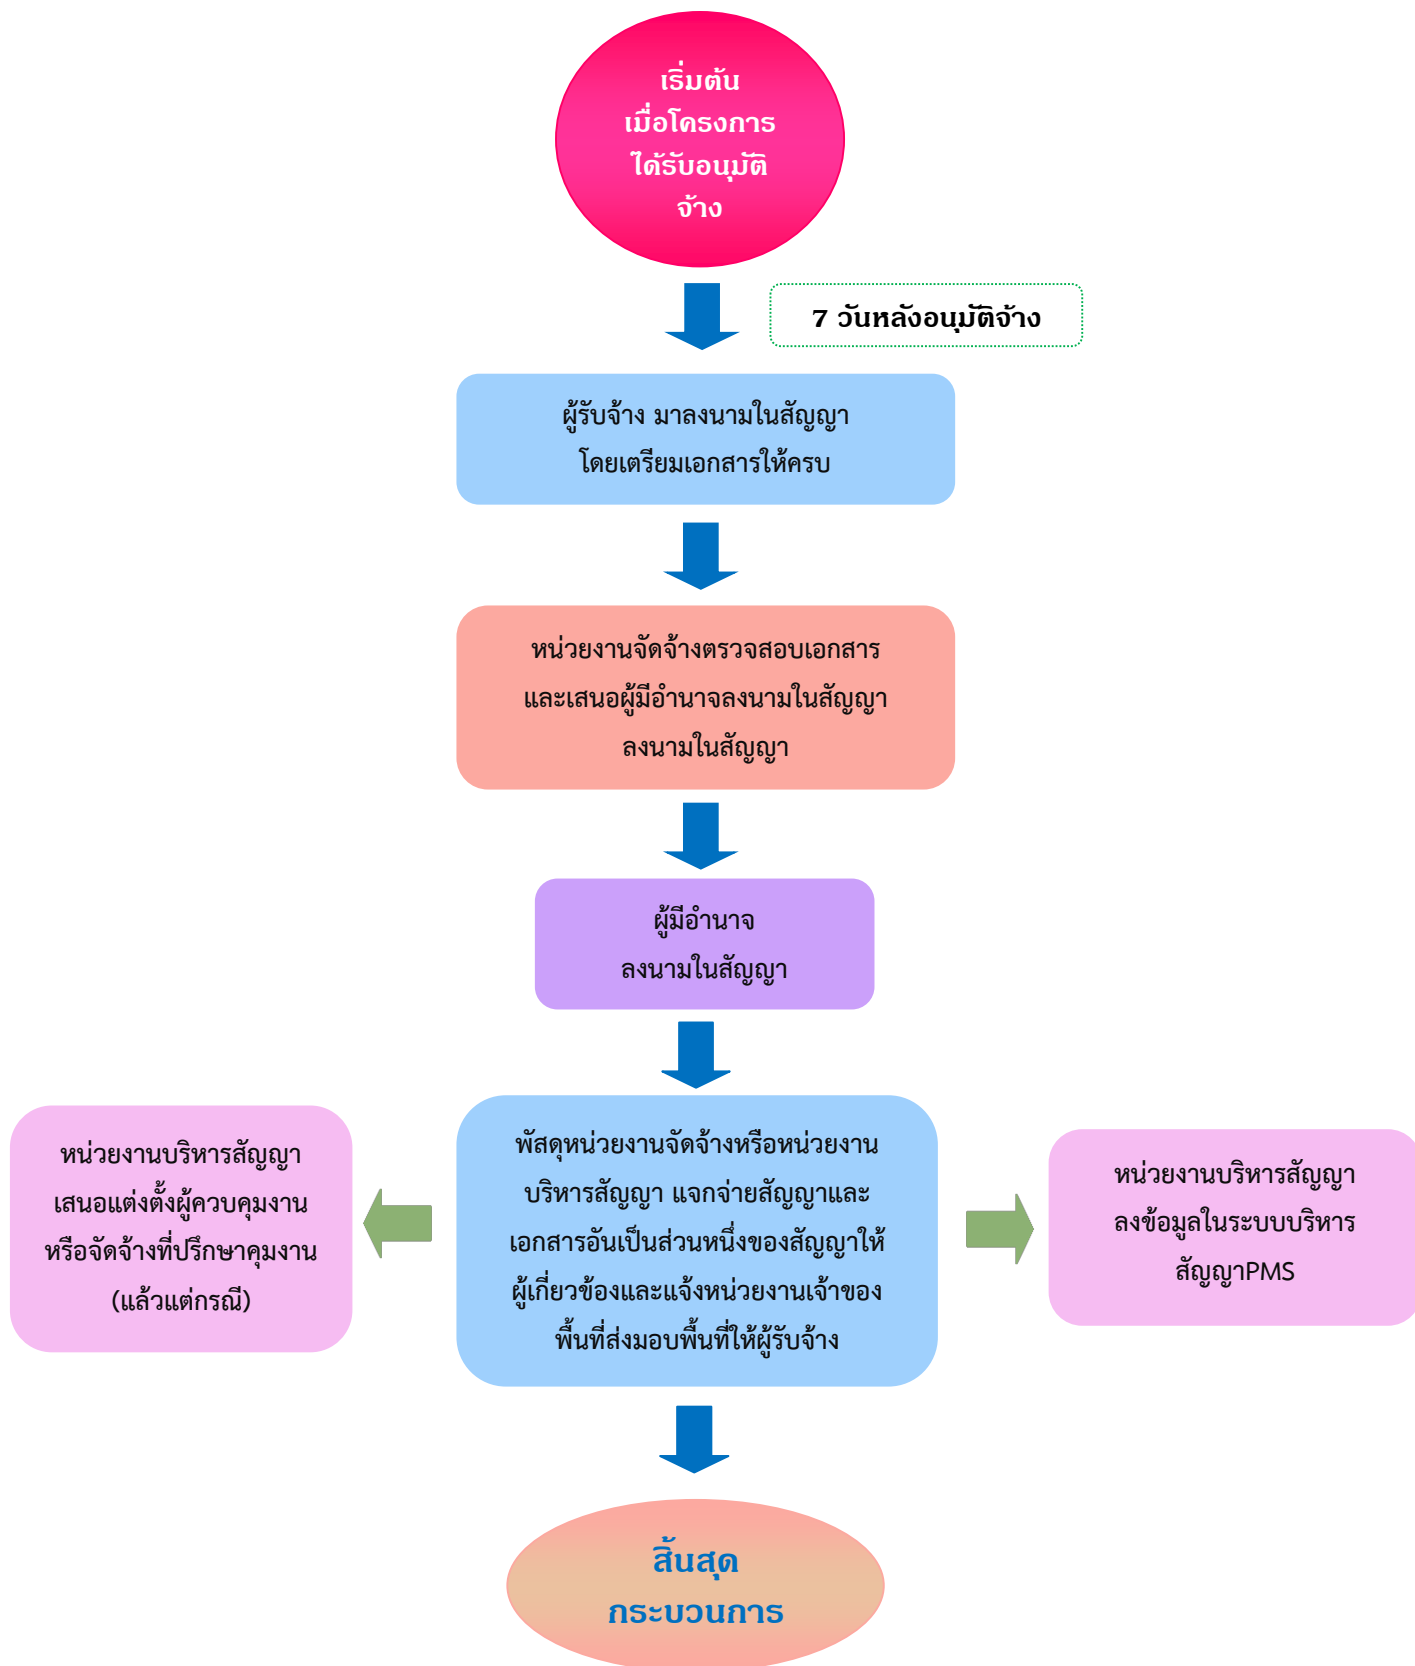 เริ่มต้น
เมื่อโครงการ
ได้รับอนุมัติ
จ้าง
7 วันหลังอนุมัติจ้าง
ผู้รับจ้าง มาลงนามในสัญญา
โดยเตรียมเอกสารให้ครบ
หน่วยงานจัดจ้างตรวจสอบเอกสาร
และเสนอผู้มีอำนาจลงนามในสัญญา
ลงนามในสัญญา
ผู้มีอำนาจ
ลงนามในสัญญา
หน่วยงานบริหารสัญญา
เสนอแต่งตั้งผู้ควบคุมงาน
หรือจัดจ้างที่ปรึกษาคุมงาน
(แล้วแต่กรณี)
พัสดุหน่วยงานจัดจ้างหรือหน่วยงาน
บริหารสัญญา แจกจ่ายสัญญาและ
เอกสารอันเป็นส่วนหนึ่งของสัญญาให้
ผู้เกี่ยวข้องและแจ้งหน่วยงานเจ้าของ
พื้นที่ส่งมอบพื้นที่ให้ผู้รับจ้าง
หน่วยงานบริหารสัญญา
ลงข้อมูลในระบบบริหาร
สัญญาPMS
สิ้นสุด
กระบวนการ